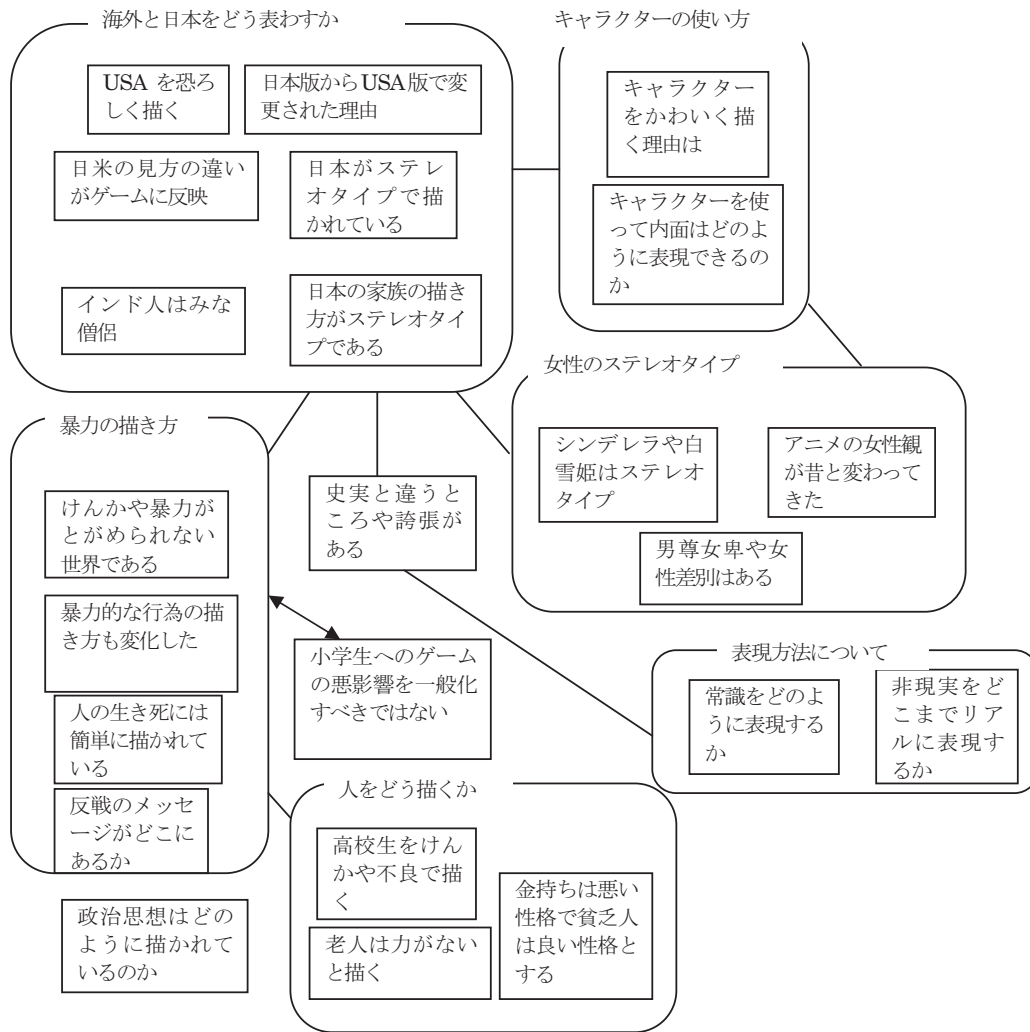 海外と日本をどう表わすか
USA を恐ろ
しく描く
日本版からUSA版で変
更された理由
日米の見方の違い
がゲームに反映
日本がステレ
オタイプで描
かれている
インド人はみな
僧侶
日本の家族の描き
方がステレオタイ
プである
キャラクターの使い方
キャラクター
をかわいく描
く理由は
キャラクターを使
って内面はどのよ
うに表現できるの
か
女性のステレオタイプ
シンデレラや白
雪姫はステレオ
タイプ
アニメの女性観
が昔と変わって
きた
男尊女卑や女
性差別はある
暴力の描き方
けんかや暴力が
とがめられない
世界である
暴力的な行為の描
き方も変化した
人の生き死には
簡単に描かれて
いる
反戦のメッセ
ージがどこに
あるか
史実と違うと
ころや誇張が
ある
小学生へのゲーム
の悪影響を一般化
すべきではない
表現方法について
常識をどのよ
うに表現する
か
非現実をど
こまでリア
ルに表現す
るか
人をどう描くか
高校生をけん
かや不良で描
く
老人は力がない
と描く
金持ちは悪い
性格で貧乏人
は良い性格と
する
政治思想はどの
ように描かれて
いるのか